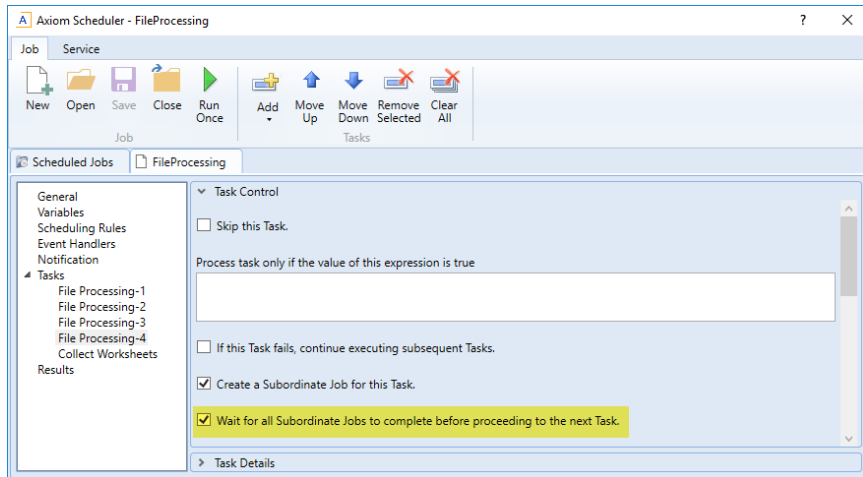 A Axiom Scheduler - FileProcessing ?
Job Service
New Open Save Close Run Once Add Move Up Move Down Remove Selected Clear All
Job Tasks
Scheduled Jobs FileProcessing
General
Variables
Scheduling Rules
Event Handlers
Notification
Tasks
File Processing-1
File Processing-2
File Processing-3
File Processing-4
Collect Worksheets
Results
Task Control
Skip this Task.
Process task only if the value of this expression is true
If this Task fails, continue executing subsequent Tasks.
Create a Subordinate Job for this Task.
Wait for all Subordinate Jobs to complete before proceeding to the next Task.
Task Details